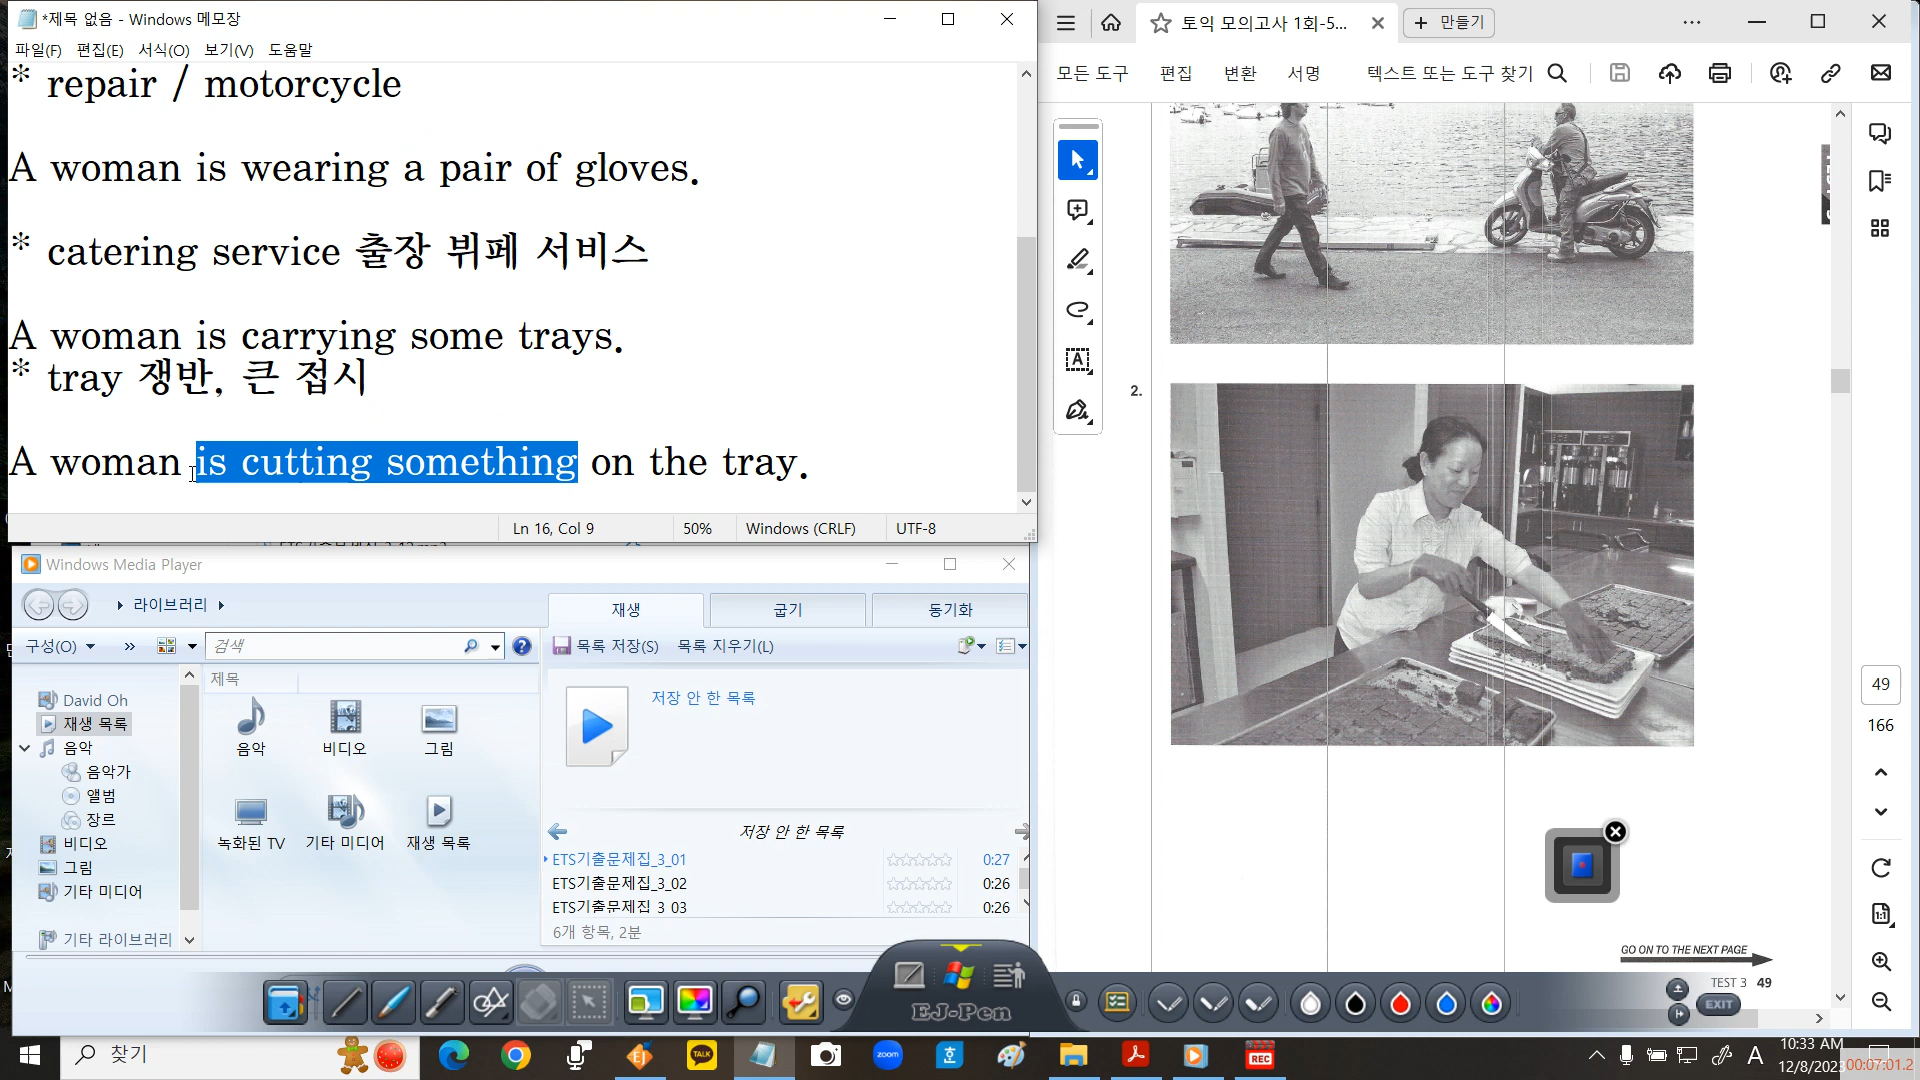 *제목 없음 - Windows 메모장
파일(F) 편집(E) 서식(O) 보기(V) 도움말
* repair / motorcycle
A woman is wearing a pair of gloves.
* catering service 출장 뷔페 서비스
A woman is carrying some trays.
* tray 쟁반, 큰 접시
A woman is cutting something on the tray.
Ln 16, Col 9 50% Windows (CRLF) UTF-8
Windows Media Player
라이브러리
재생 굽기 동기화
구성(O) » 검색 목록 저장(S) 목록 지우기(L)
제목
David Oh
재생 목록
음악
음악가
앨범
장르
비디오
그림
기타 미디어
기타 라이브러리
음악 비디오 그림
녹화된 TV 기타 미디어 재생 목록
저장 안 한 목록
저장 안 한 목록
ETS기출문제집_3_01 0:27
ETS기출문제집_3_02 0:26
ETS기출문제집_3_03 0:26
6개 항목, 2분
토익 모의고사 1회-5...
+ 만들기
모든 도구 편집 변환 서명 텍스트 또는 도구 찾기
2.
49
166
GO ON TO THE NEXT PAGE
TEST 3 49
EJ-Pen
EXIT
찾기
EJ
TALK
zoom
REC
A
10:33 AM
12/8/2023
00:07:01.2